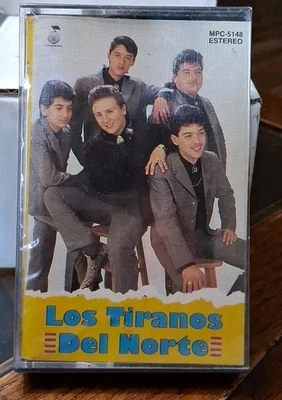 MPC-5148
ESTEREO
Los Tiranos
Del Norte